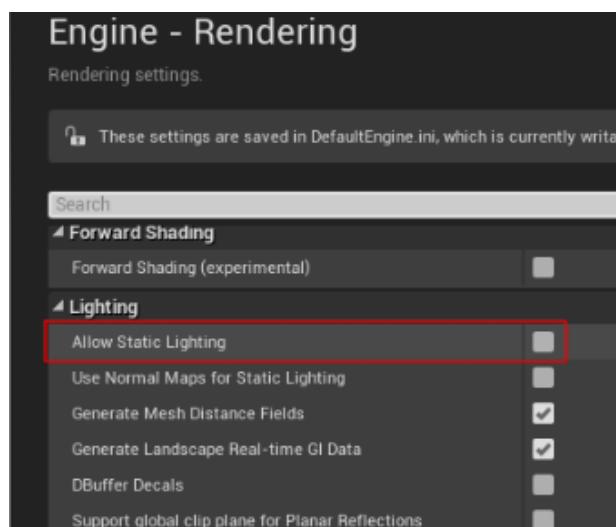 Engine - Rendering
Rendering settings.
These settings are saved in DefaultEngine.ini, which is currently writa
Search
Forward Shading
Forward Shading (experimental)
Lighting
Allow Static Lighting
Use Normal Maps for Static Lighting
Generate Mesh Distance Fields
Generate Landscape Real-time GI Data
DBuffer Decals
Support global clip plane for Planar Reflections